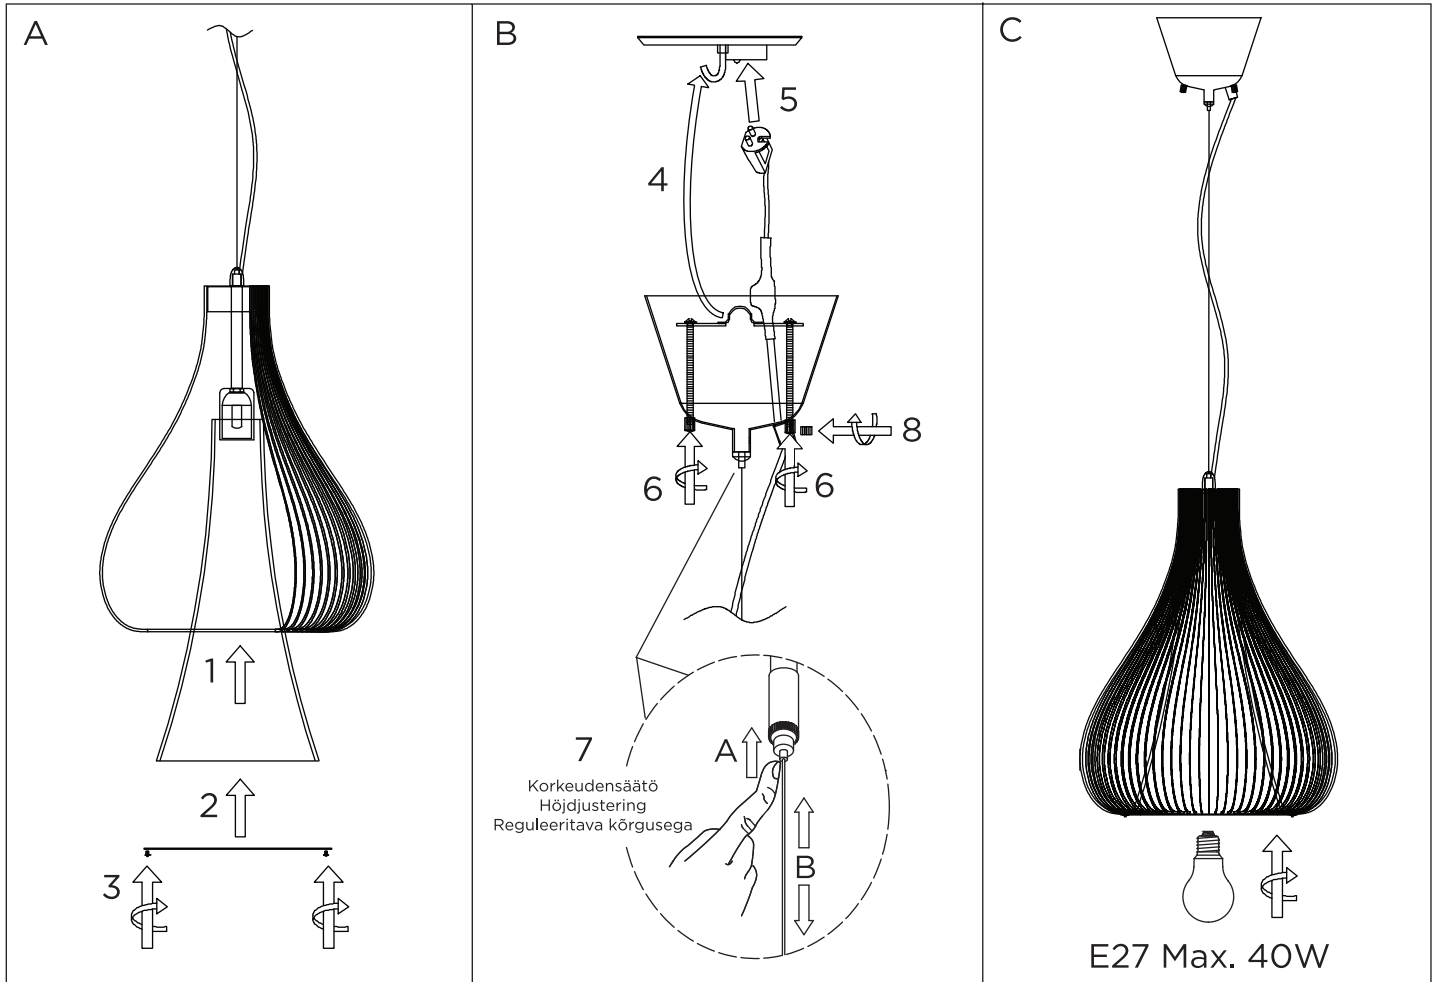 A
1
2
3
B
5
4
8
6
6
7
Korkeudensäätö
Höjdjustering
Reguleeritava kõrgusega
A
B
C
E27 Max. 40W